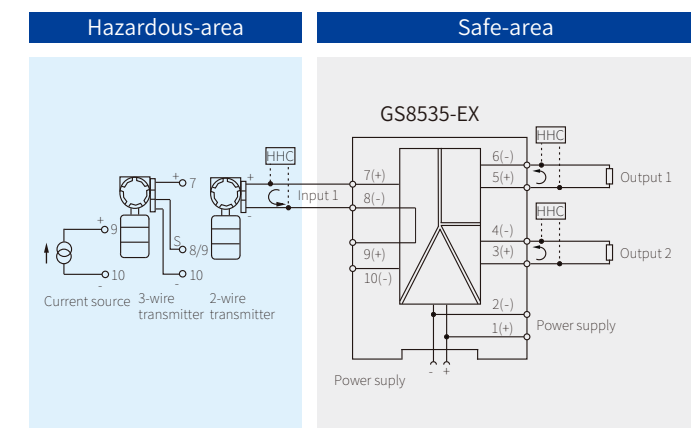 Hazardous-area
Safe-area
GS8535-EX
HHC
HHC
6(-)
7(+)
5(+)
Output 1
+
+
7
Input 1
8(-)
-
HHC
+
9
S
8/9
4(-)
9(+)
3(+)
Output 2
10
-
10
-
10(-)
Current source
3-wire
transmitter
2-wire
transmitter
2(-)
1(+)
Power supply
Power suply
- +